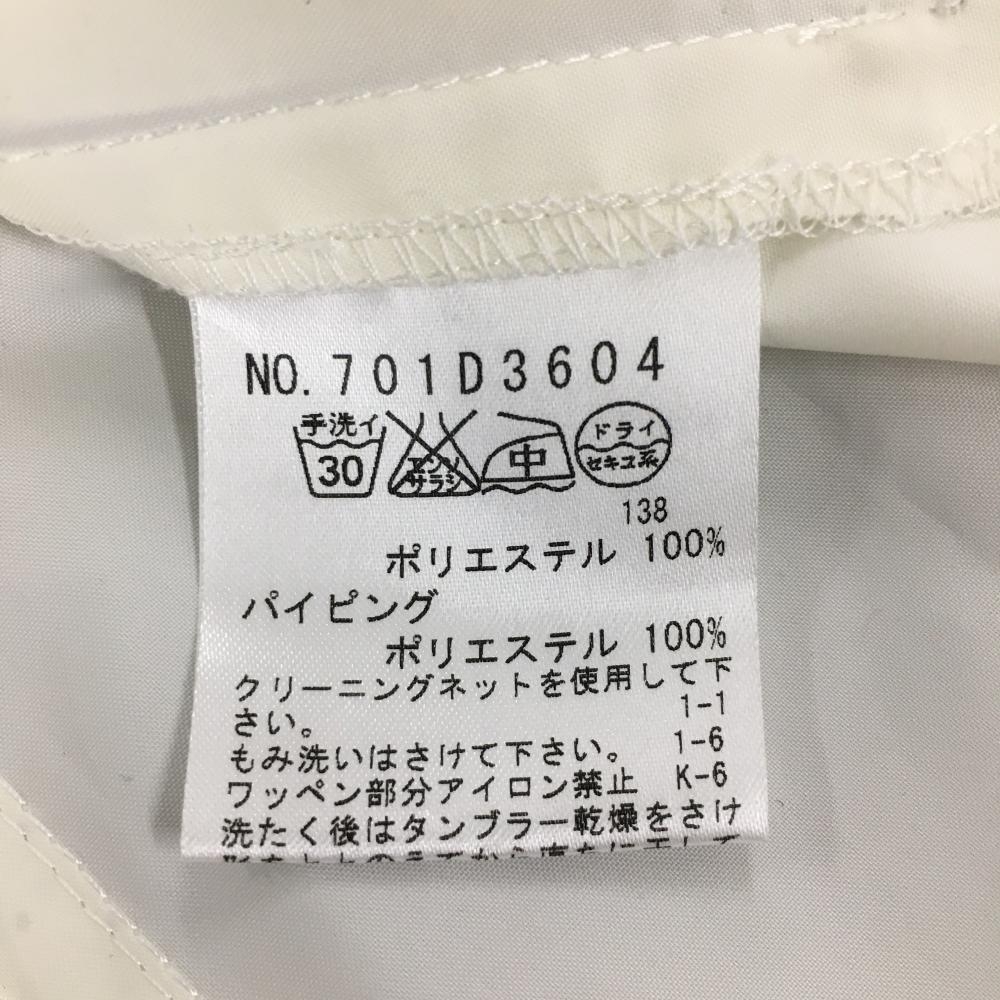 NO.701D3604
手洗イ ドライ
30 エンソ 中 セキユ系
サラシ
138
ポリエステル 100%
パイピング
ポリエステル 100%
クリーニングネットを使用して下
さい。 1-1
もみ洗いはさけて下さい。 1-6
ワッペン部分アイロン禁止 K-6
洗たく後はタンブラー乾燥をさけ